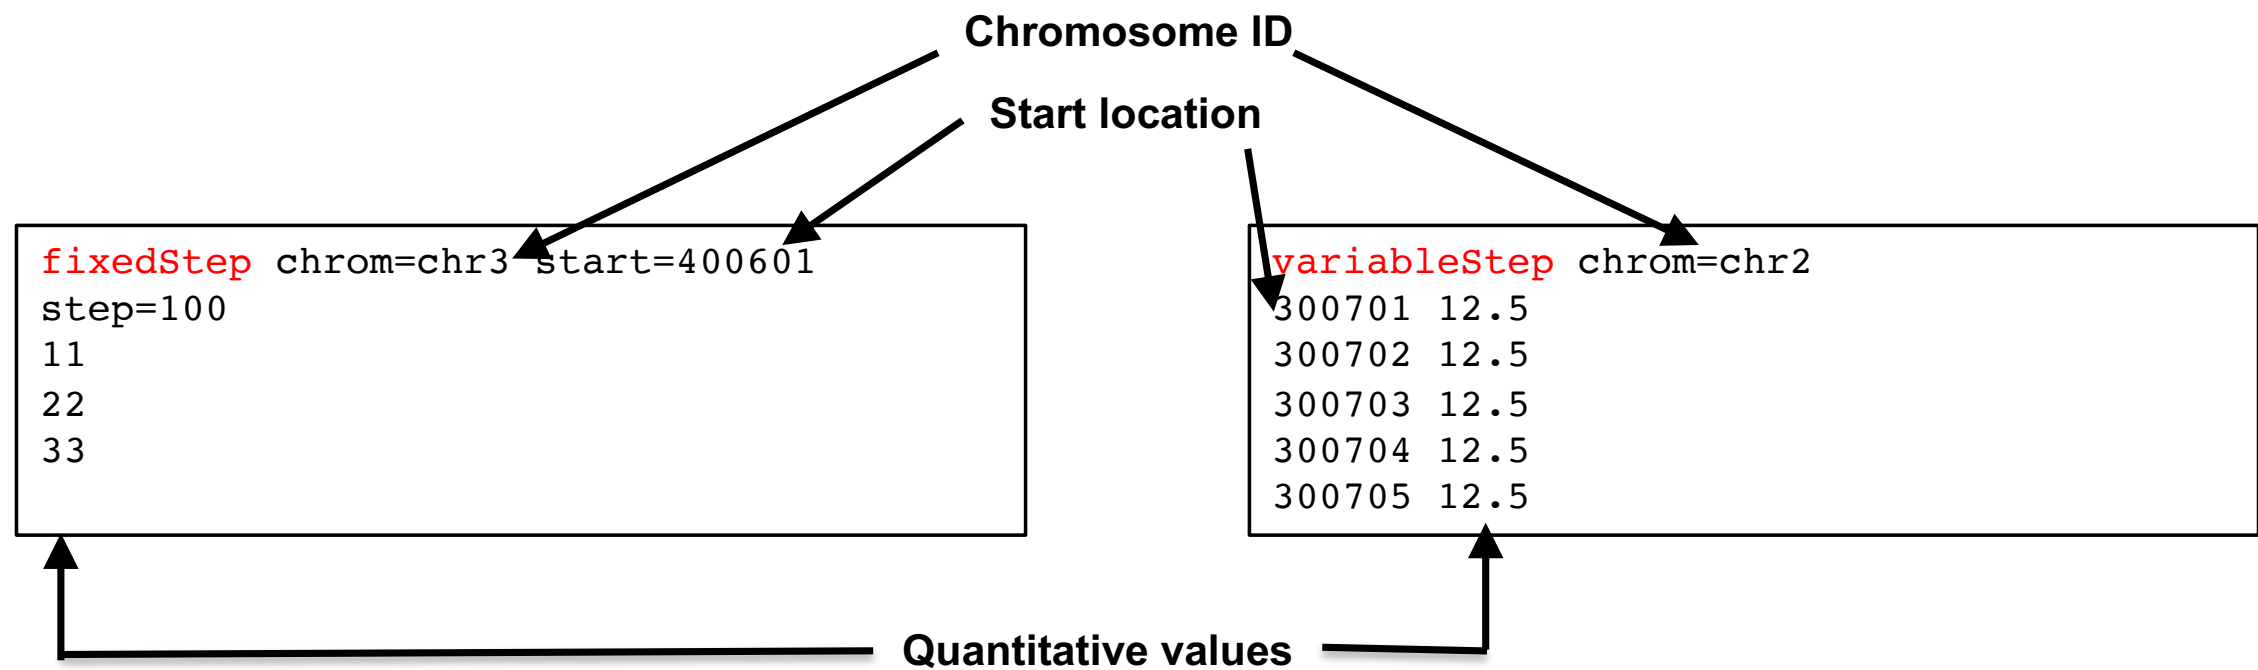 Chromosome ID
Start location
fixedStep chrom=chr3 start=400601
step=100
11
22
33
variableStep chrom=chr2
300701 12.5
300702 12.5
300703 12.5
300704 12.5
300705 12.5
Quantitative values